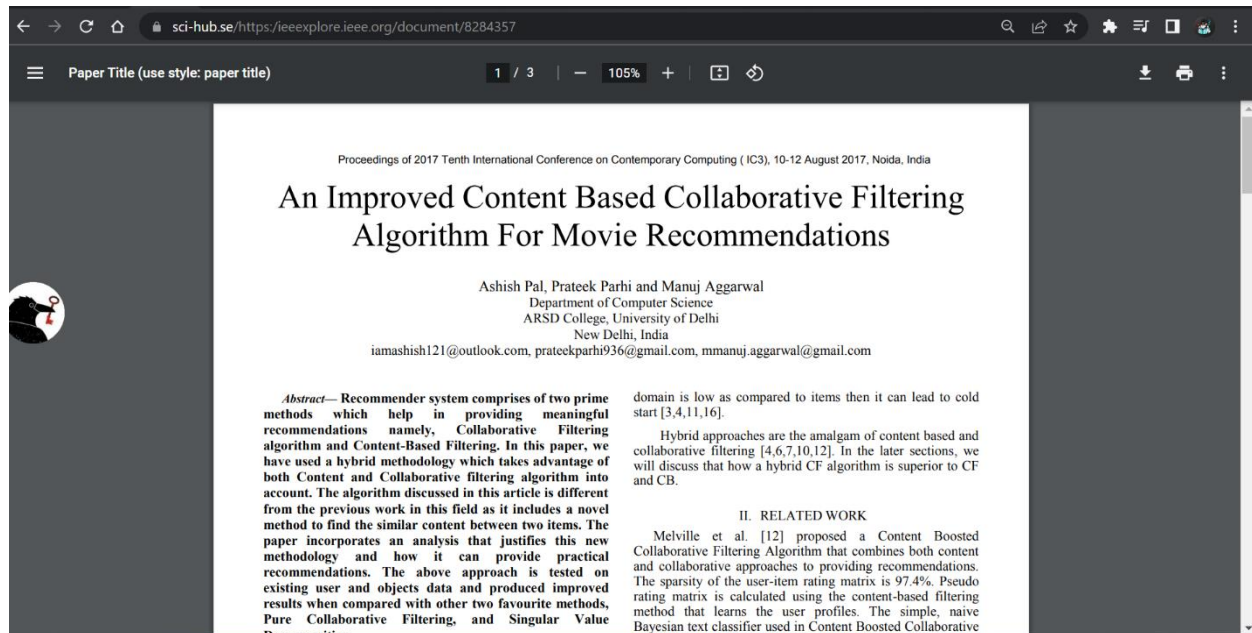 sci-hub.se/https:/ieeexplore.ieee.org/document/8284357
Paper Title (use style: paper title)
1 / 3
105%
Proceedings of 2017 Tenth International Conference on Contemporary Computing ( IC3), 10-12 August 2017, Noida, India
An Improved Content Based Collaborative Filtering
Algorithm For Movie Recommendations
Ashish Pal, Prateek Parhi and Manuj Aggarwal
Department of Computer Science
ARSD College, University of Delhi
New Delhi, India
iamashish121@outlook.com, prateekparhi936@gmail.com, mmanuj.aggarwal@gmail.com
Abstract— Recommender system comprises of two prime
methods which help in providing meaningful
recommendations namely, Collaborative Filtering
algorithm and Content-Based Filtering. In this paper, we
have used a hybrid methodology which takes advantage of
both Content and Collaborative filtering algorithm into
account. The algorithm discussed in this article is different
from the previous work in this field as it includes a novel
method to find the similar content between two items. The
paper incorporates an analysis that justifies this new
methodology and how it can provide practical
recommendations. The above approach is tested on
existing user and objects data and produced improved
results when compared with other two favourite methods,
Pure Collaborative Filtering, and Singular Value
domain is low as compared to items then it can lead to cold
start [3,4,11,16].
Hybrid approaches are the amalgam of content based and
collaborative filtering [4,6,7,10,12]. In the later sections, we
will discuss that how a hybrid CF algorithm is superior to CF
and CB.
II. RELATED WORK
Melville et al. [12] proposed a Content Boosted
Collaborative Filtering Algorithm that combines both content
and collaborative approaches to providing recommendations.
The sparsity of the user-item rating matrix is 97.4%. Pseudo
rating matrix is calculated using the content-based filtering
method that learns the user profiles. The simple, naive
Bayesian text classifier used in Content Boosted Collaborative